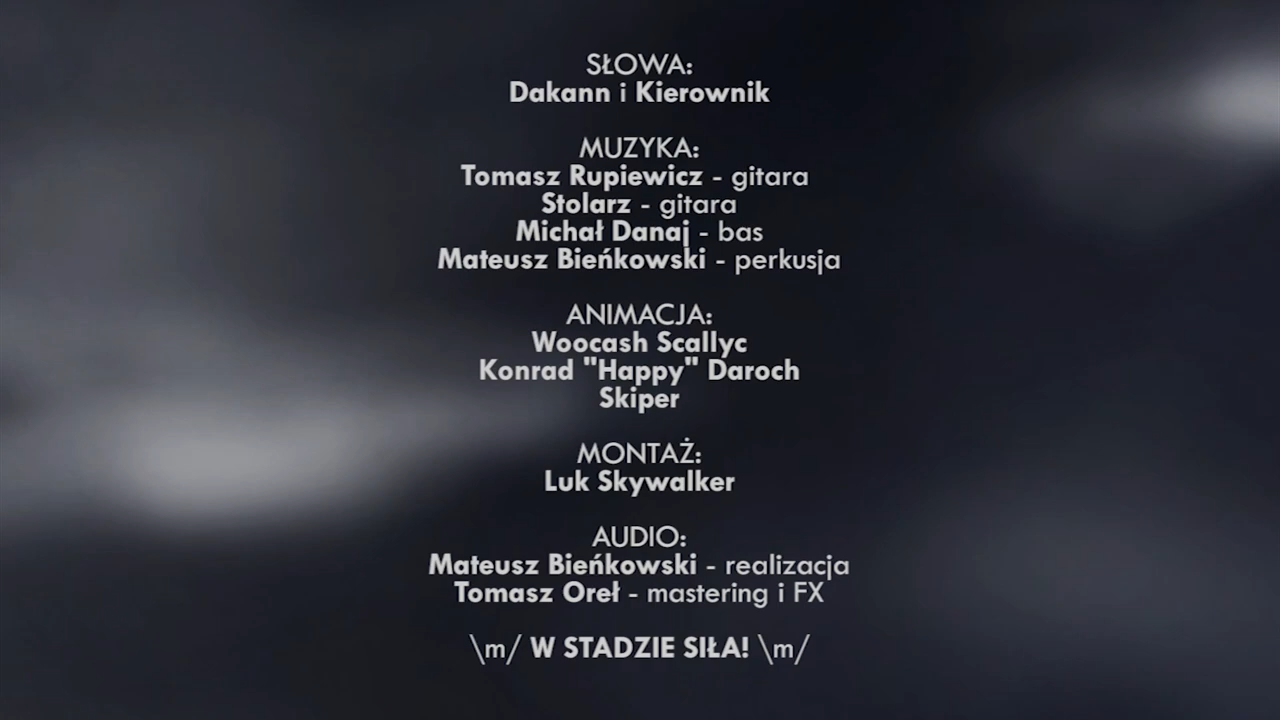 SŁOWA:
Dakann i Kierownik
MUZYKA:
Tomasz Rupiewicz - gitara
Stolarz - gitara
Michał Danaj - bas
Mateusz Bieńkowski - perkusja
ANIMACJA:
Woocash Scallyc
Konrad "Happy" Daroch
Skiper
MONTAŻ:
Luk Skywalker
AUDIO:
Mateusz Bieńkowski - realizacja
Tomasz Oreł - mastering i FX
\m/ W STADZIE SIŁA! \m/